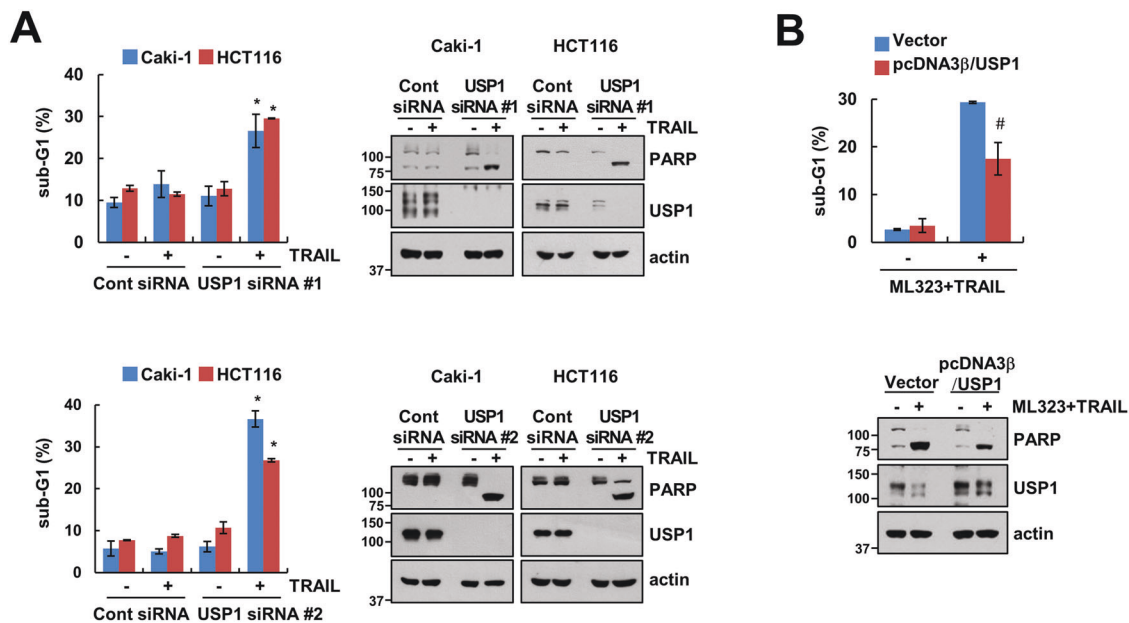 A
Caki-1 HCT116
40
30
20
10
0
sub-G1 (%)
* *
- + - + TRAIL
Cont siRNA USP1 siRNA #1
Caki-1 HCT116
Cont siRNA USP1 siRNA #1 Cont siRNA USP1 siRNA #1
- + - + - + - + TRAIL
100
75
PARP
150
100
USP1
actin
37
B
Vector
pcDNA3β/USP1
30
20
10
0
sub-G1 (%)
#
- +
ML323+TRAIL
Caki-1 HCT116
40
30
20
10
0
sub-G1 (%)
* *
- + - + TRAIL
Cont siRNA USP1 siRNA #2
Caki-1 HCT116
Cont siRNA USP1 siRNA #2 Cont siRNA USP1 siRNA #2
- + - + - + - + TRAIL
100
75
PARP
150
100
USP1
actin
37
Vector pcDNA3β /USP1
- + - + ML323+TRAIL
100
75
PARP
150
100
USP1
actin
37